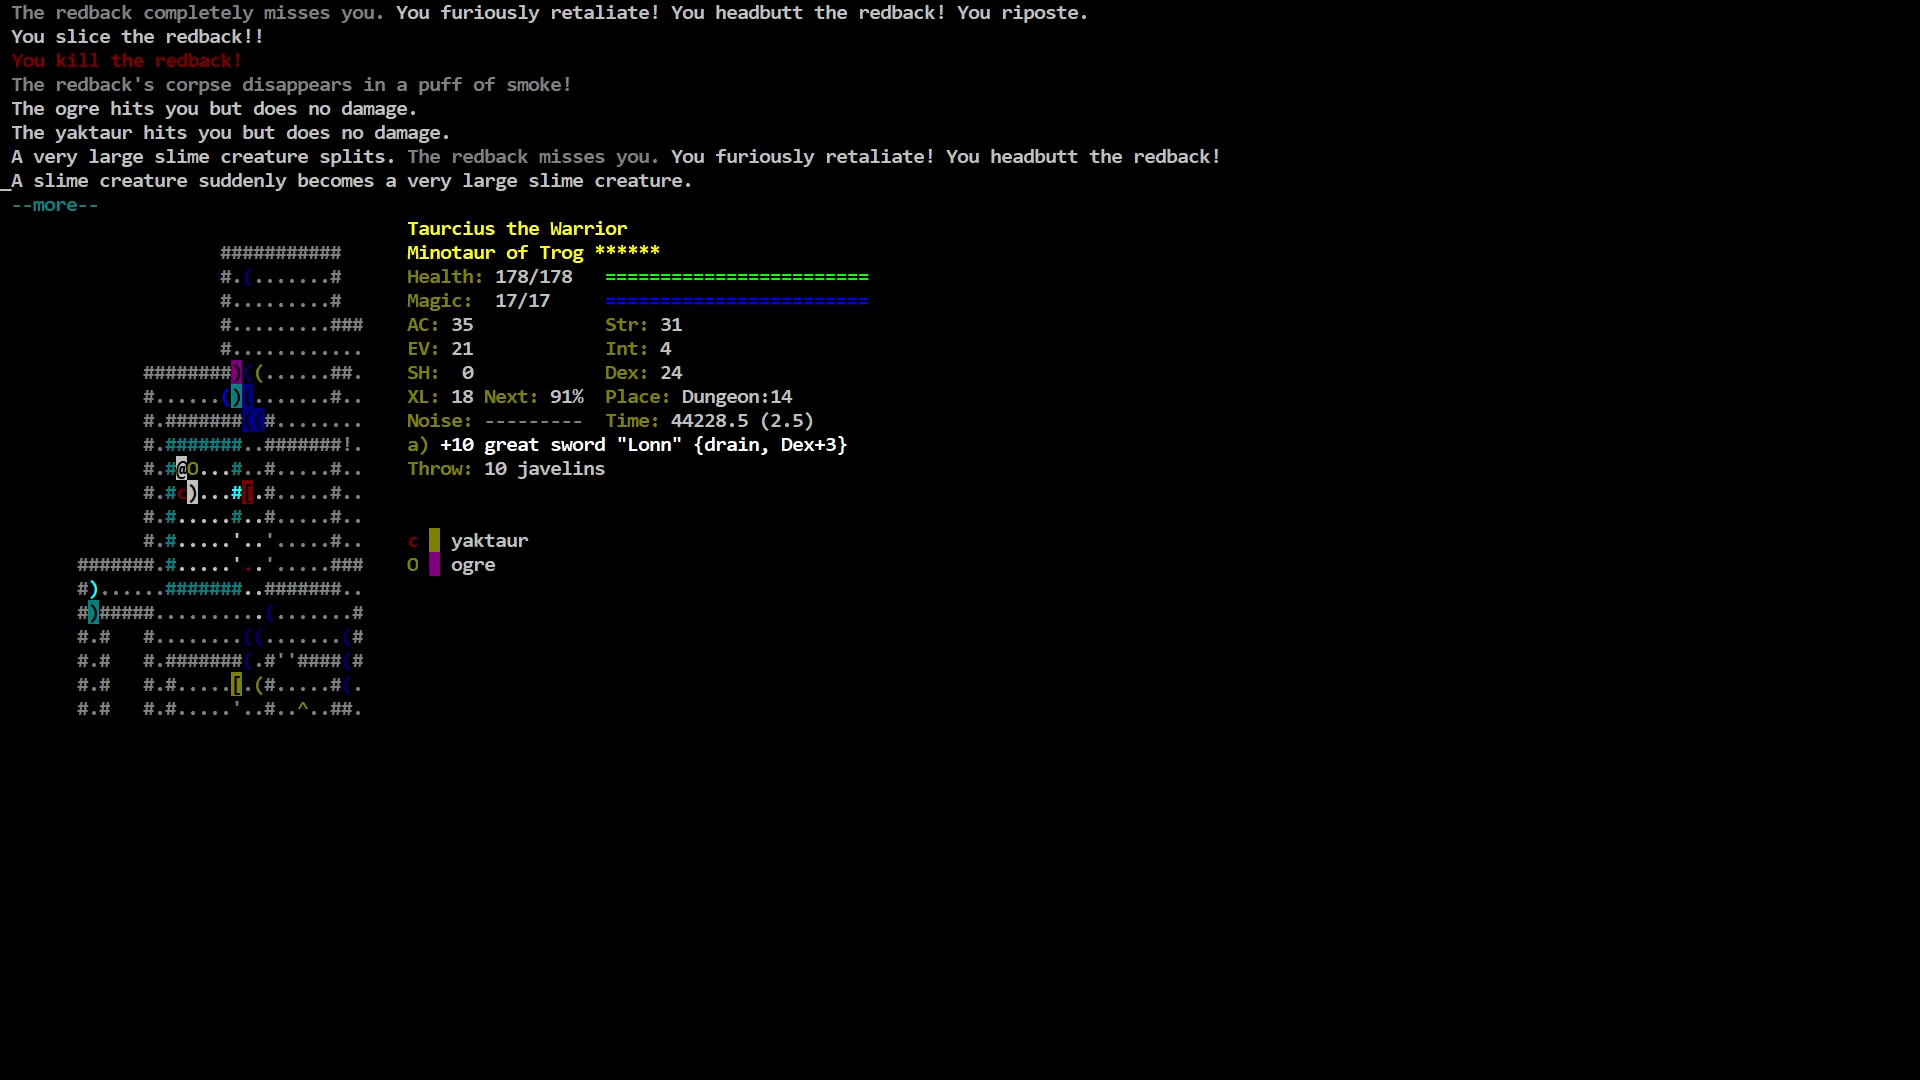 The redback completely misses you. You furiously retaliate! You headbutt the redback! You riposte.
You slice the redback!!
You kill the redback!
The redback's corpse disappears in a puff of smoke!
The ogre hits you but does no damage.
The yaktaur hits you but does no damage.
A very large slime creature splits. The redback misses you. You furiously retaliate! You headbutt the redback!
_A slime creature suddenly becomes a very large slime creature.
--more--
Taurcius the Warrior
########### Minotaur of Trog ******
#.(.......# Health: 178/178 ========================
#.........# Magic: 17/17 ========================
#.........### AC: 35 Str: 31
#............ EV: 21 Int: 4
########)((......##. SH: 0 Dex: 24
#......()(.......#.. XL: 18 Next: 91% Place: Dungeon:14
#.#######((#........ Noise: --------- Time: 44228.5 (2.5)
#.#######..#######!. a) +10 great sword "Lonn" {drain, Dex+3}
#.#@O...#..#.....#.. Throw: 10 javelins
#.#c)...#[.#.....#..
#.#.....#..#.....#..
#.#.....'..'.....#.. c yaktaur
#######.#.....'..'.....### O ogre
#)......#######..#######..
#)#####..........(.......#
#.# #........((.......(#
#.# #.#######(.#''####(#
#.# #.#.....[.(#.....#(.
#.# #.#.....'..#..^..##.